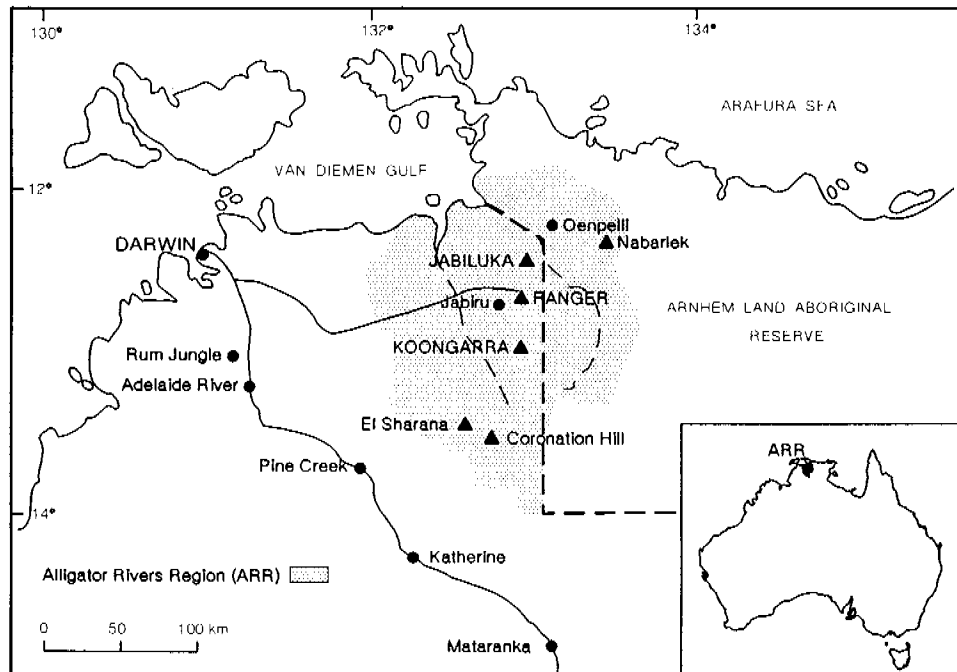 130°
132°
134°
ARAFURA SEA
VAN DIEMEN GULF
12°
Oenpelli
DARWIN
Nabarlek
JABILUKA
RANGER
Jabiru
ARNHEM LAND ABORIGINAL
RESERVE
KOONGARRA
Rum Jungle
Adelaide River
El Sharana
Coronation Hill
ARR
Pine Creek
14°
Katherine
Alligator Rivers Region (ARR)
0 50 100 km
Mataranka